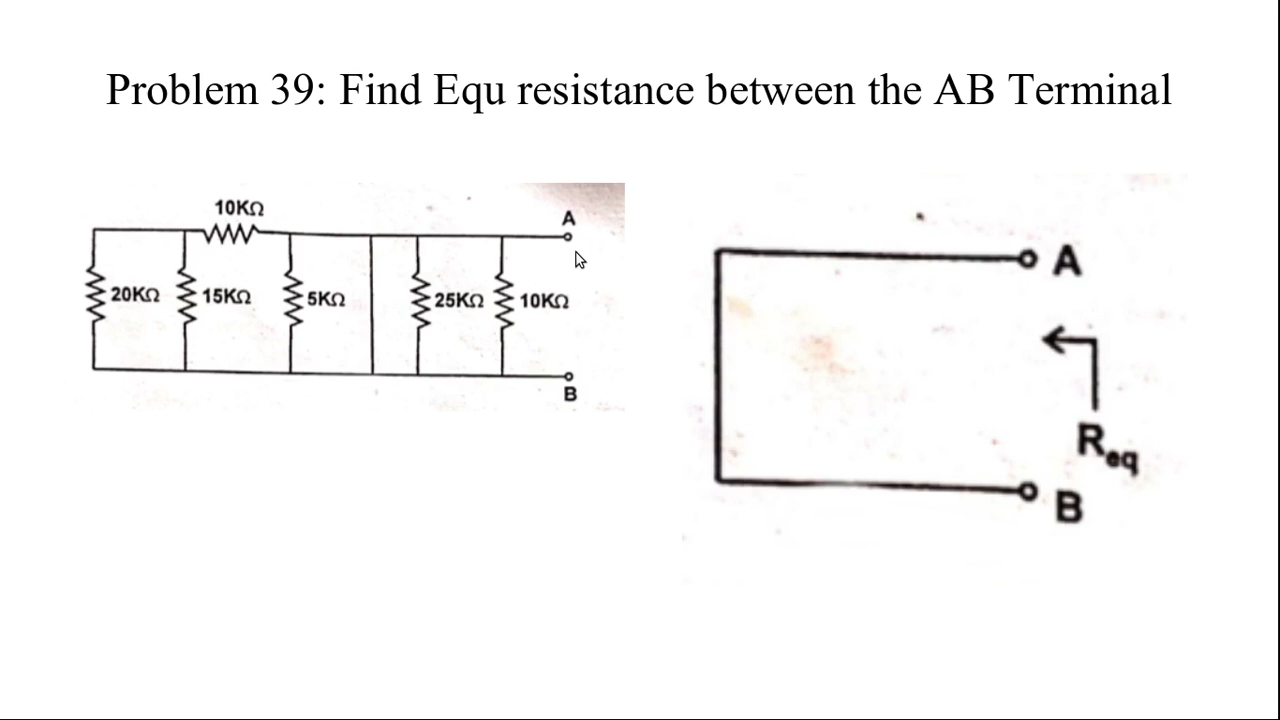 Problem 39: Find Equ resistance between the AB Terminal
10KΩ
A
20KΩ
15KΩ
5KΩ
25KΩ
10KΩ
B
A
Req
B